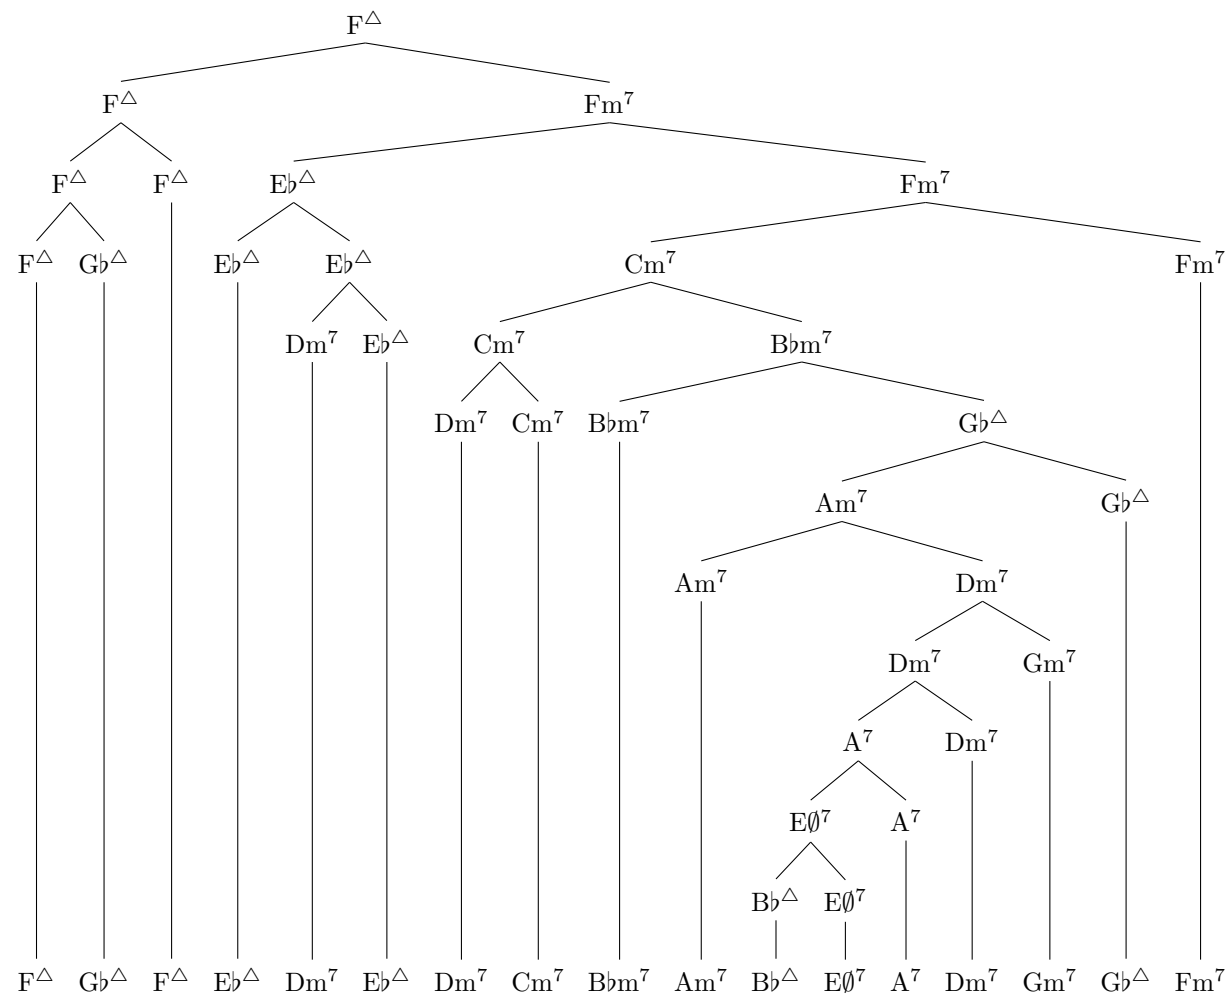 F△
F△ Fm⁷
F△ F△ E♭△ Fm⁷
F△ G♭△ E♭△ E♭△ Cm⁷ Fm⁷
Dm⁷ E♭△ Cm⁷ B♭m⁷
Dm⁷ Cm⁷ B♭m⁷ G♭△
Am⁷ G♭△
Am⁷ Dm⁷
Dm⁷ Gm⁷
A⁷ Dm⁷
E∅⁷ A⁷
B♭△ E∅⁷
F△ G♭△ F△ E♭△ Dm⁷ E♭△ Dm⁷ Cm⁷ B♭m⁷ Am⁷ B♭△ E∅⁷ A⁷ Dm⁷ Gm⁷ G♭△ Fm⁷